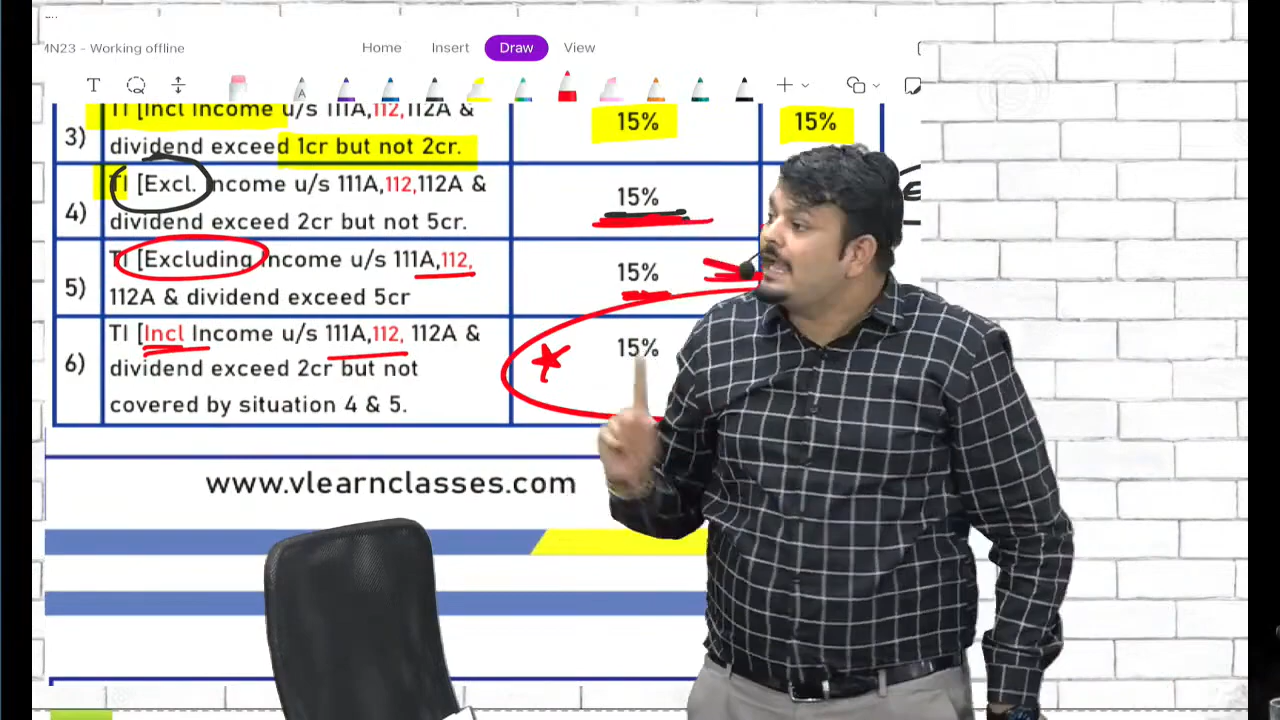 MN23 - Working offline
Home Insert Draw View
TI [Incl Income u/s 111A,112,112A &
3) dividend exceed 1cr but not 2cr. 15% 15%
TI [Excl. Income u/s 111A,112,112A &
4) dividend exceed 2cr but not 5cr. 15%
TI [Excluding Income u/s 111A,112,
5) 112A & dividend exceed 5cr 15%
TI [Incl Income u/s 111A,112, 112A &
6) dividend exceed 2cr but not 15%
covered by situation 4 & 5.
www.vlearnclasses.com